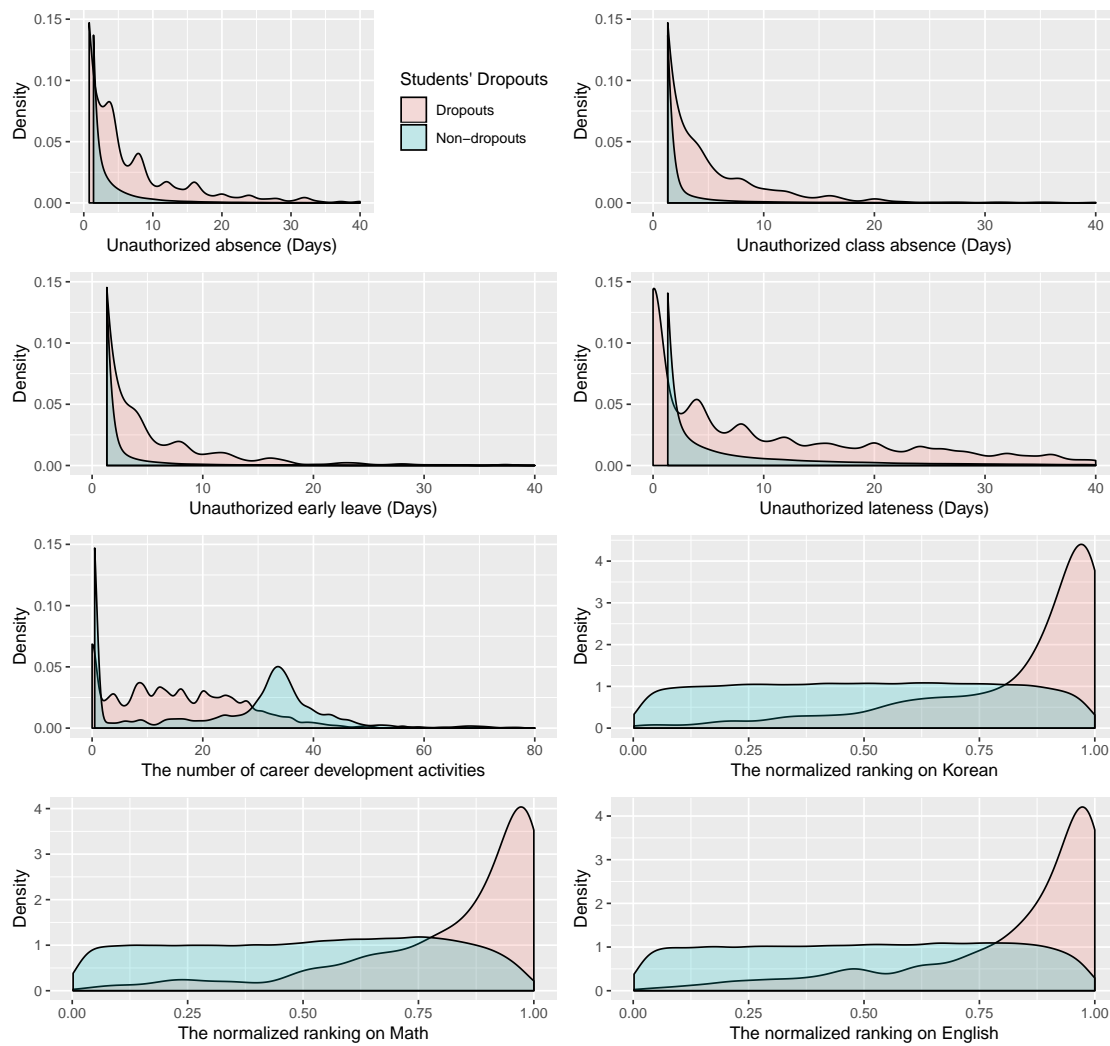 0.15
0.10
0.05
0.00
Density
0 10 20 30 40
Unauthorized absence (Days)
Students' Dropouts
Dropouts
Non−dropouts
0.15
0.10
0.05
0.00
Density
0 10 20 30 40
Unauthorized class absence (Days)
0.15
0.10
0.05
0.00
Density
0 10 20 30 40
Unauthorized early leave (Days)
0.15
0.10
0.05
0.00
Density
0 10 20 30 40
Unauthorized lateness (Days)
0.15
0.10
0.05
0.00
Density
0 20 40 60 80
The number of career development activities
4
3
2
1
0
Density
0.00 0.25 0.50 0.75 1.00
The normalized ranking on Korean
4
3
2
1
0
Density
0.00 0.25 0.50 0.75 1.00
The normalized ranking on Math
4
3
2
1
0
Density
0.00 0.25 0.50 0.75 1.00
The normalized ranking on English